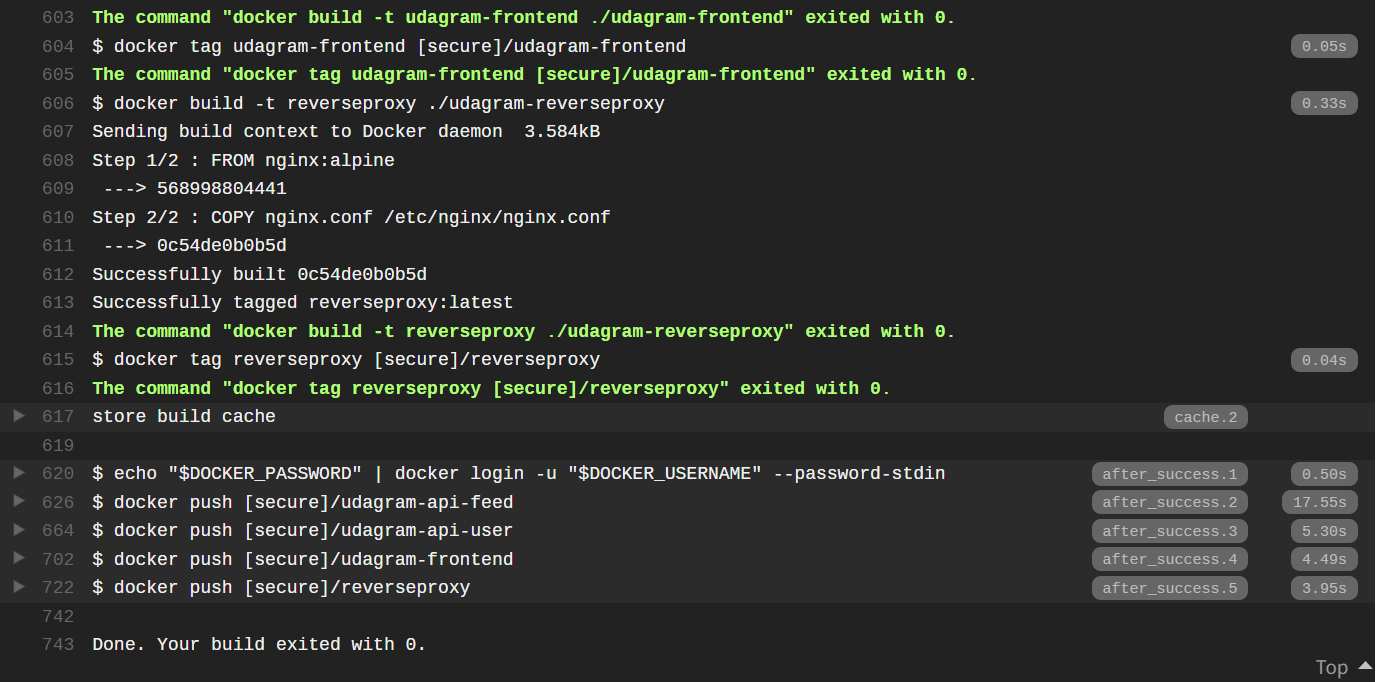 603 The command "docker build -t udagram-frontend ./udagram-frontend" exited with 0.
604 $ docker tag udagram-frontend [secure]/udagram-frontend 0.05s
605 The command "docker tag udagram-frontend [secure]/udagram-frontend" exited with 0.
606 $ docker build -t reverseproxy ./udagram-reverseproxy 0.33s
607 Sending build context to Docker daemon  3.584kB
608 Step 1/2 : FROM nginx:alpine
609  ---> 568998804441
610 Step 2/2 : COPY nginx.conf /etc/nginx/nginx.conf
611  ---> 0c54de0b0b5d
612 Successfully built 0c54de0b0b5d
613 Successfully tagged reverseproxy:latest
614 The command "docker build -t reverseproxy ./udagram-reverseproxy" exited with 0.
615 $ docker tag reverseproxy [secure]/reverseproxy 0.04s
616 The command "docker tag reverseproxy [secure]/reverseproxy" exited with 0.
617 store build cache cache.2
619
620 $ echo "$DOCKER_PASSWORD" | docker login -u "$DOCKER_USERNAME" --password-stdin after_success.1 0.50s
626 $ docker push [secure]/udagram-api-feed after_success.2 17.55s
664 $ docker push [secure]/udagram-api-user after_success.3 5.30s
702 $ docker push [secure]/udagram-frontend after_success.4 4.49s
722 $ docker push [secure]/reverseproxy after_success.5 3.95s
742
743 Done. Your build exited with 0.
Top